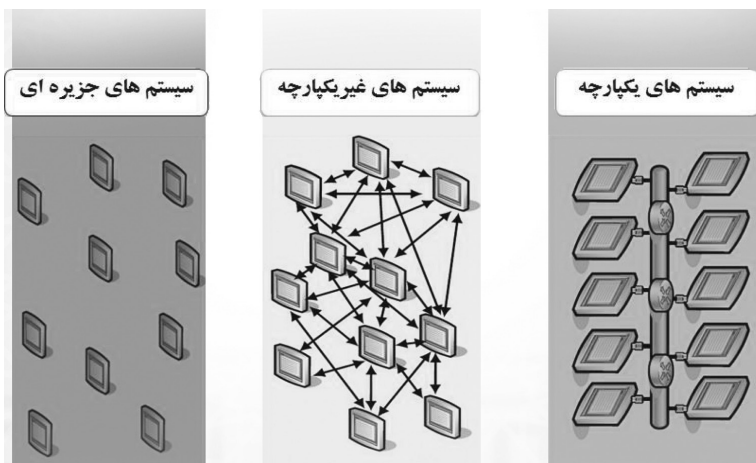 سیستم های یکپارچه
سیستم های غیریکپارچه
سیستم های جزیره ای